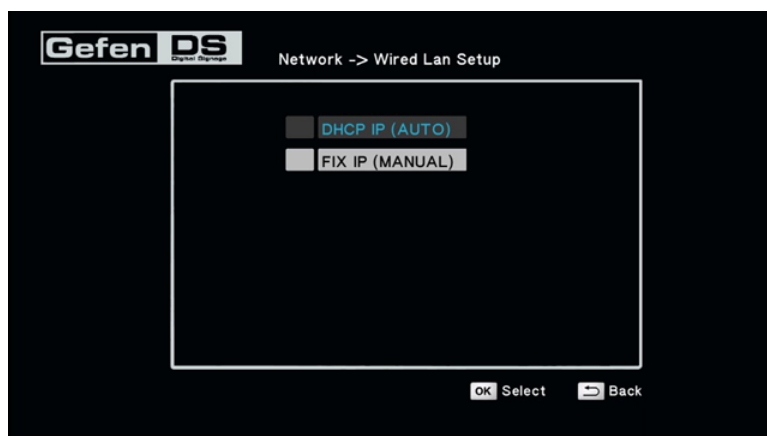 Gefen DS
Digital Signage
Network -> Wired Lan Setup
DHCP IP (AUTO)
FIX IP (MANUAL)
OK Select Back